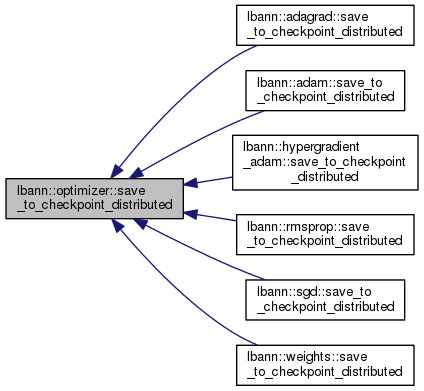 lbann::adagrad::save
_to_checkpoint_distributed
lbann::adam::save_to
_checkpoint_distributed
lbann::hypergradient
_adam::save_to_checkpoint
_distributed
lbann::optimizer::save
_to_checkpoint_distributed
lbann::rmsprop::save
_to_checkpoint_distributed
lbann::sgd::save_to
_checkpoint_distributed
lbann::weights::save
_to_checkpoint_distributed